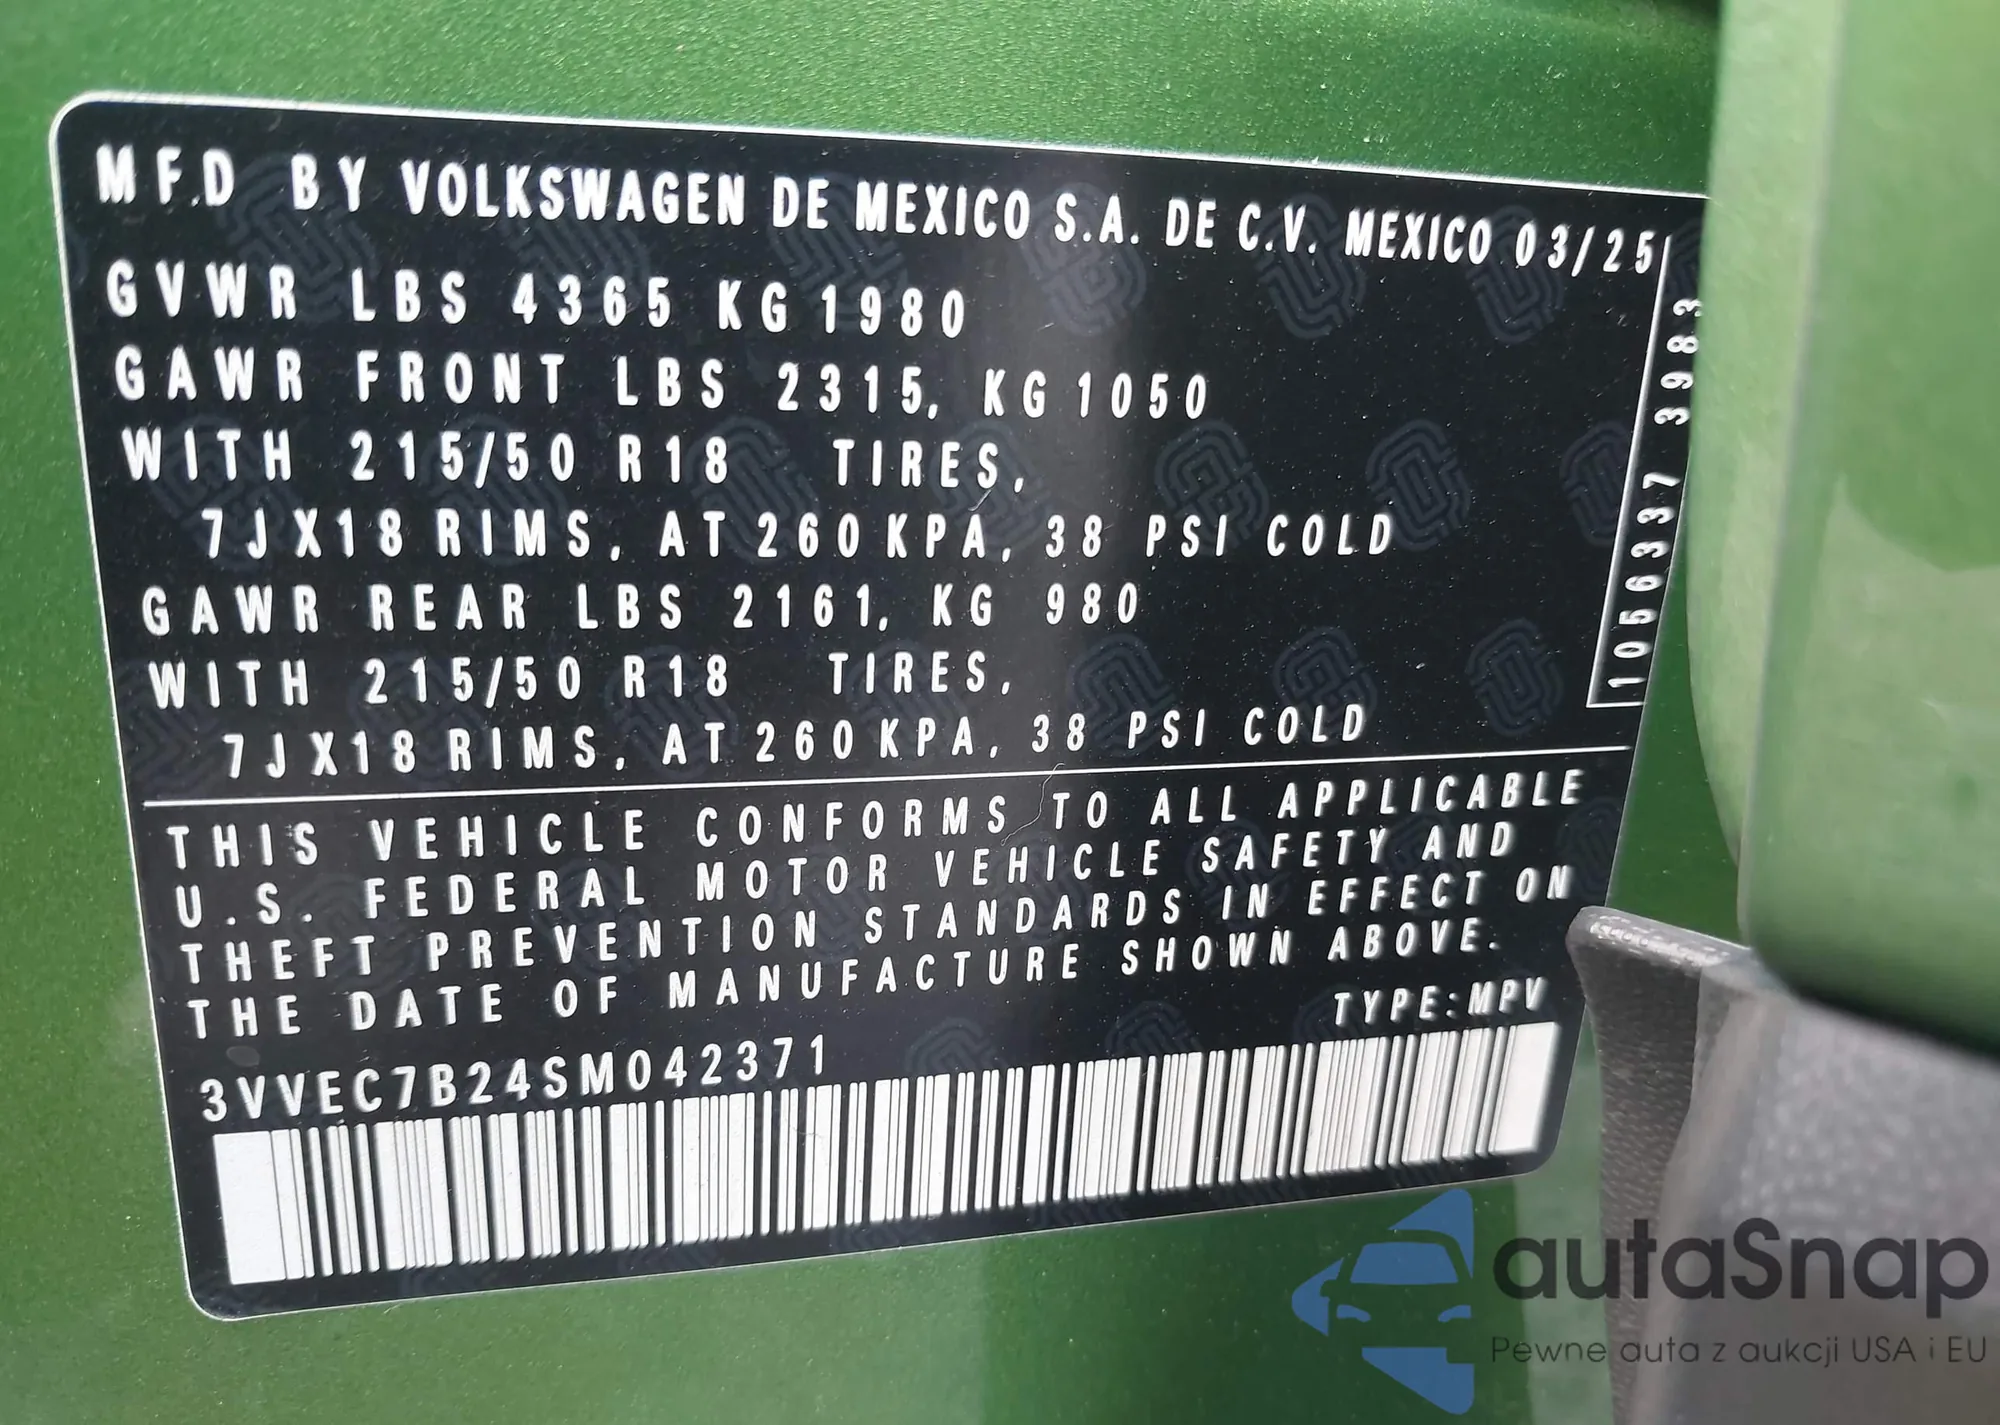 MFD BY VOLKSWAGEN DE MEXICO S.A. DE C.V. MEXICO 03/25
GVWR LBS 4365 KG 1980
GAWR FRONT LBS 2315, KG 1050
WITH 215/50 R18 TIRES,
7JX18 RIMS, AT 260 KPA, 38 PSI COLD
GAWR REAR LBS 2161, KG 980
WITH 215/50 R18 TIRES,
7JX18 RIMS, AT 260 KPA, 38 PSI COLD
1056337 3983
THIS VEHICLE CONFORMS TO ALL APPLICABLE
U.S. FEDERAL MOTOR VEHICLE SAFETY AND
THEFT PREVENTION STANDARDS IN EFFECT ON
THE DATE OF MANUFACTURE SHOWN ABOVE.
TYPE:MPV
3VVEC7B24SM042371
autaSnap
Pewne auta z aukcji USA i EU